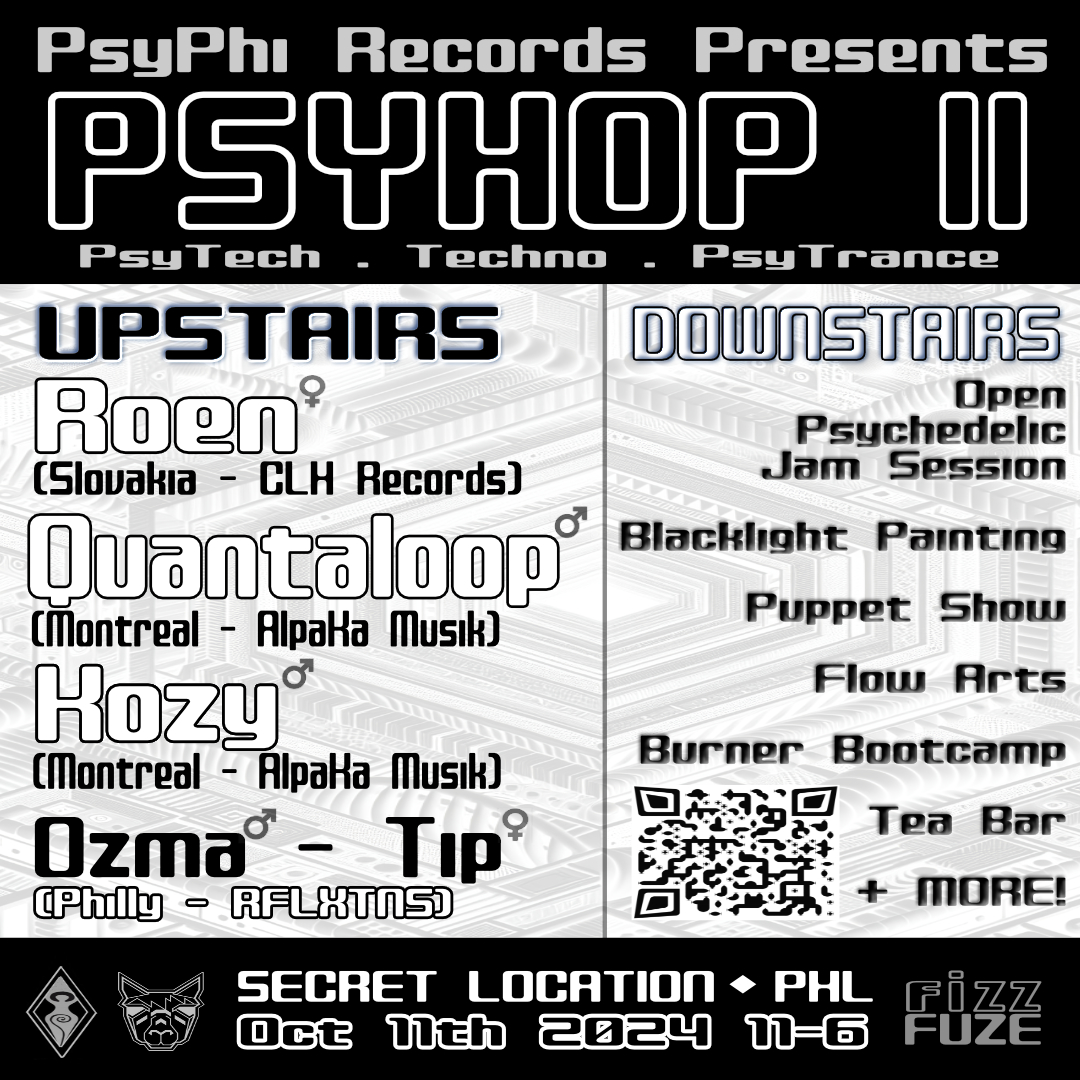 PsyPhi Records Presents
PSYHOP II
PsyTech . Techno . PsyTrance
UPSTAIRS
Roen♀
(Slovakia - CLH Records)
Quantaloop♂
(Montreal - AlpaKa Musik)
Kozy♂
(Montreal - AlpaKa Musik)
Ozma♂ - Tip♀
(Philly - RFLXTNS)
DOWNSTAIRS
Open
Psychedelic
Jam Session
Blacklight Painting
Puppet Show
Flow Arts
Burner Bootcamp
Tea Bar
+ MORE!
SECRET LOCATION ♦ PHL
Oct 11th 2024 11-6
fizz
FUZE